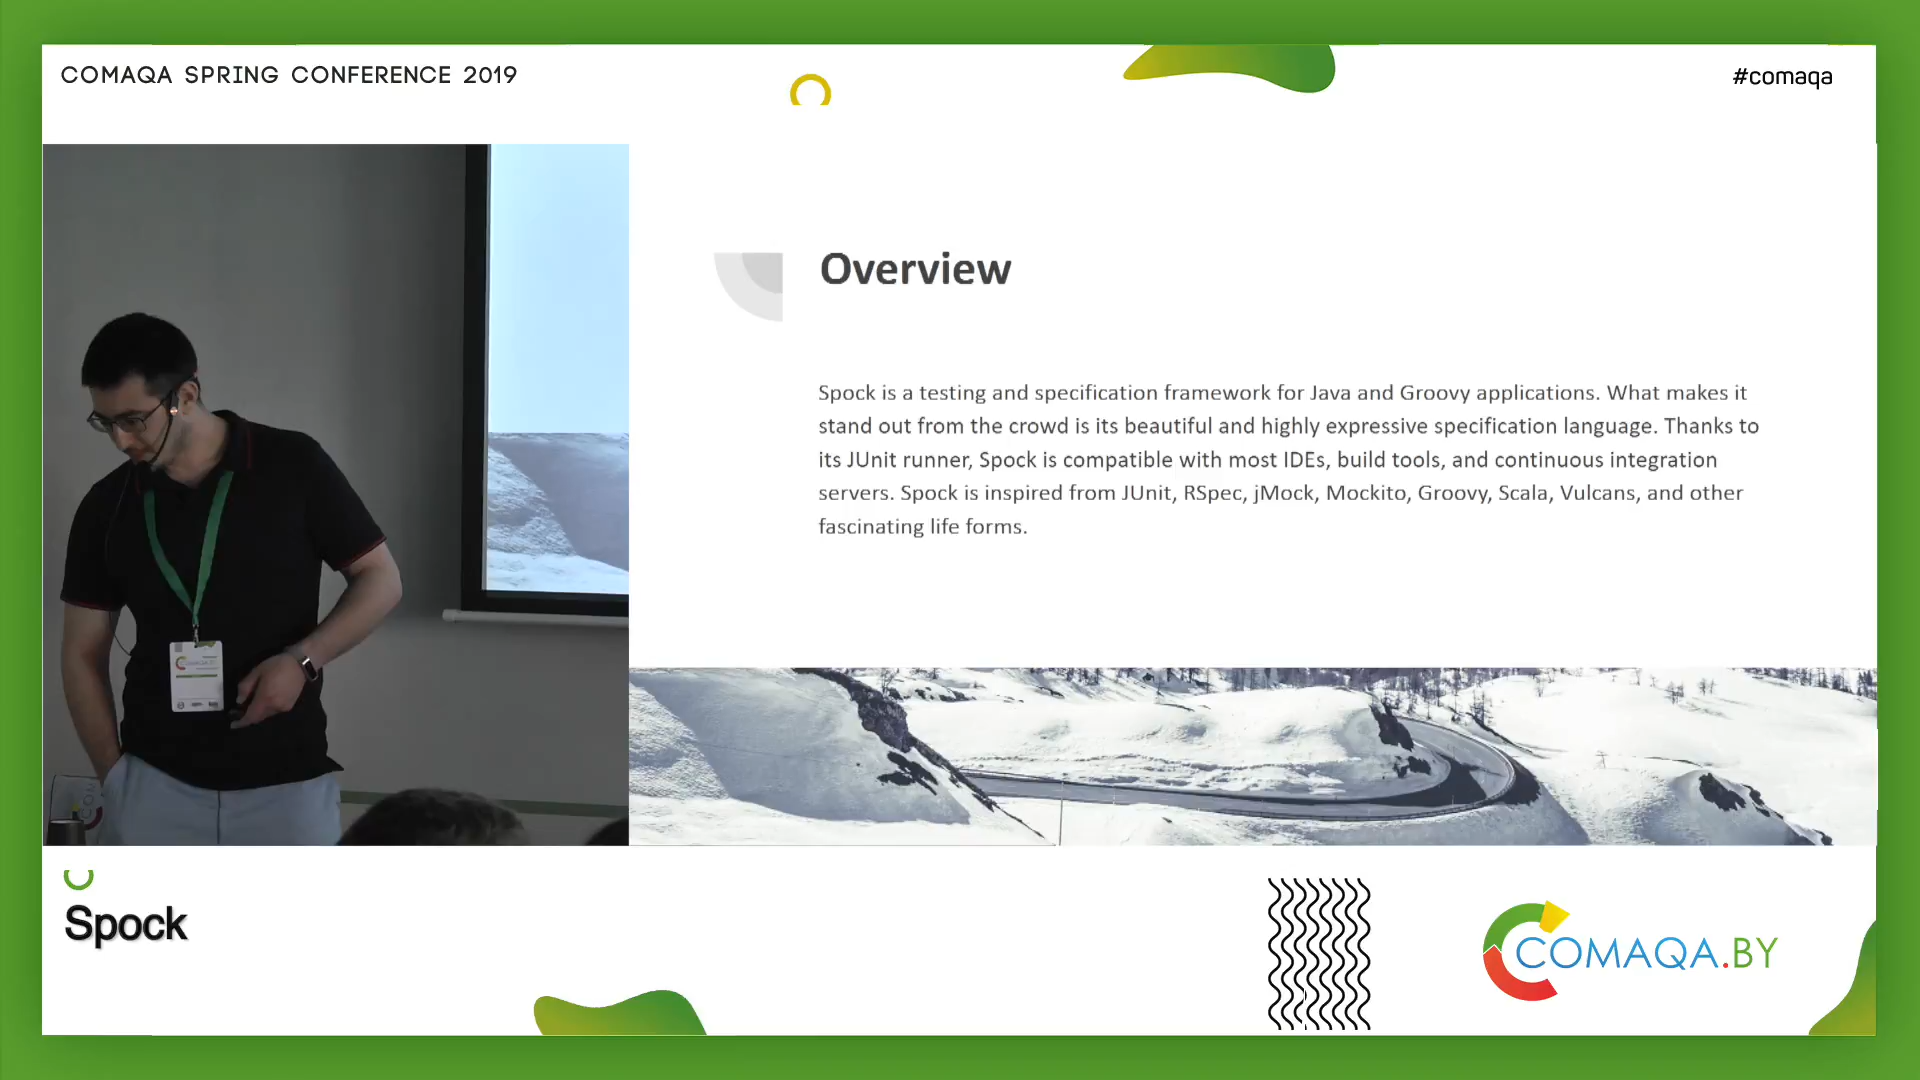 COMAQA SPRING CONFERENCE 2019
#comaqa
Overview
Spock is a testing and specification framework for Java and Groovy applications. What makes it
stand out from the crowd is its beautiful and highly expressive specification language. Thanks to
its JUnit runner, Spock is compatible with most IDEs, build tools, and continuous integration
servers. Spock is inspired from JUnit, RSpec, jMock, Mockito, Groovy, Scala, Vulcans, and other
fascinating life forms.
Spock
COMAQA.BY